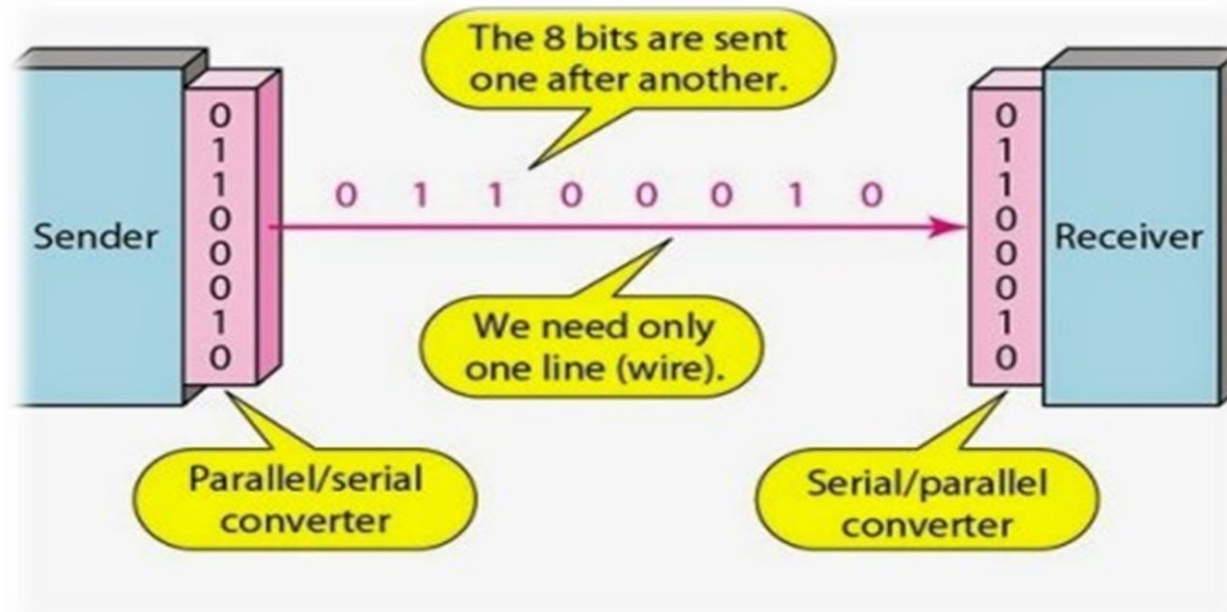 The 8 bits are sent
one after another.
0
1
1
0
0
0
1
0
0 1 1 0 0 0 1 0
0
1
1
0
0
0
1
0
Sender
Receiver
We need only
one line (wire).
Parallel/serial
converter
Serial/parallel
converter